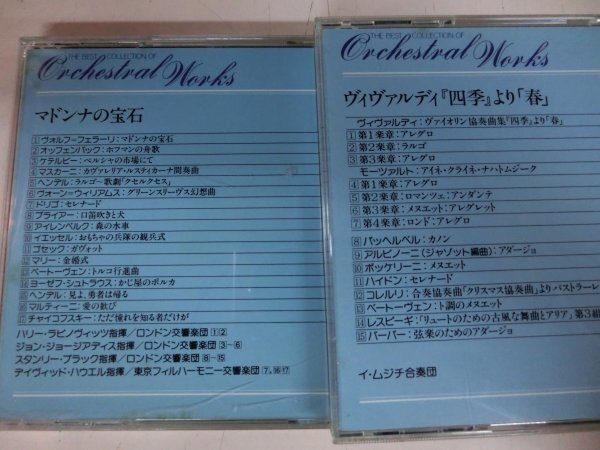 THE BEST COLLECTION OF
Orchestral Works
マドンナの宝石
1 ヴォルフ=フェラーリ:マドンナの宝石
2 オッフェンバック:ホフマンの舟歌
3 ケテルビー:ペルシャの市場にて
4 マスカーニ:カヴァレリア・ルスティカーナ間奏曲
5 ヘンデル:ラルゴ〜歌劇「クセルクセス」
6 ヴォーン=ウィリアムス:グリーンスリーヴス幻想曲
7 ドリゴ:セレナード
8 プライアー:口笛吹きと犬
9 アイレンベルク:森の水車
10 イェッセル:おもちゃの兵隊の観兵式
11 ゴセック:ガヴォット
12 マリー:金婚式
13 ベートーヴェン:トルコ行進曲
14 ヨーゼフ・シュトラウス:かじ屋のポルカ
15 ヘンデル:見よ、勇者は帰る
16 マルティーニ:愛の歓び
17 チャイコフスキー:ただ憧れを知る者だけが
ハリー・ラビノヴィッツ指揮/ロンドン交響楽団 1 2
ジョン・ジョージアディス指揮/ロンドン交響楽団 3〜6
スタンリー・ブラック指揮/ロンドン交響楽団 8〜15
デイヴィッド・ハウエル指揮/東京フィルハーモニー交響楽団 7, 16・17
THE BEST COLLECTION OF
Orchestral Works
ヴィヴァルディ『四季』より「春」
ヴィヴァルディ:ヴァイオリン協奏曲集『四季』より「春」
1 第1楽章:アレグロ
2 第2楽章:ラルゴ
3 第3楽章:アレグロ
モーツァルト:アイネ・クライネ・ナハトムジーク
4 第1楽章:アレグロ
5 第2楽章:ロマンツェ:アンダンテ
6 第3楽章:メヌエット:アレグレット
7 第4楽章:ロンド:アレグロ
8 パッヘルベル:カノン
9 アルビノーニ(ジャゾット編曲):アダージョ
10 ボッケリーニ:メヌエット
11 ハイドン:セレナード
12 コレルリ:合奏協奏曲「クリスマス協奏曲」よりパストラーレ
13 ベートーヴェン:ト調のメヌエット
14 レスピーギ:「リュートのための古風な舞曲とアリア」第3組
15 バーバー:弦楽のためのアダージョ
イ・ムジチ合奏団